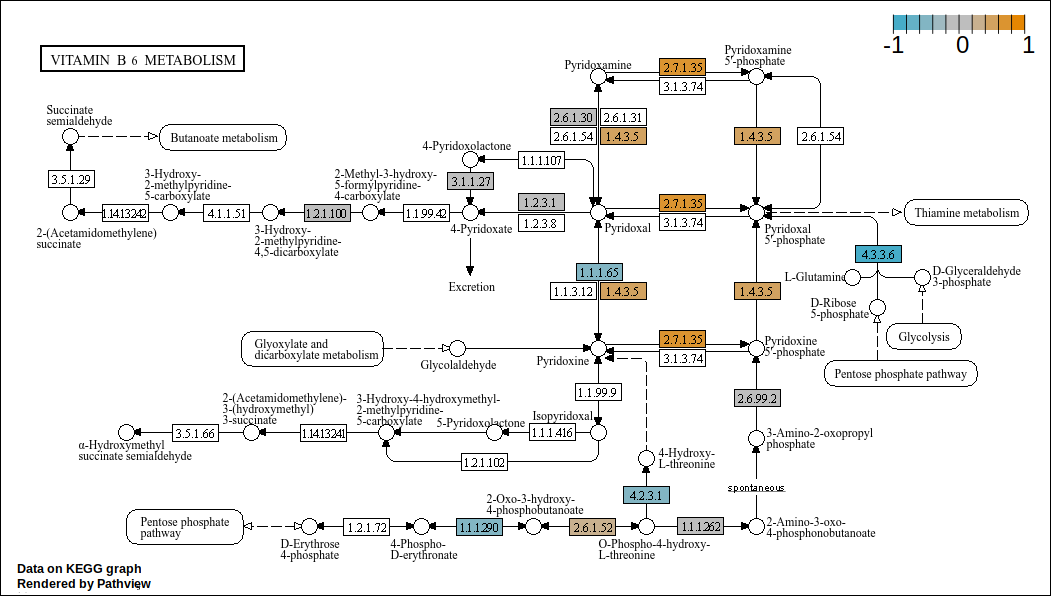 -1 0 1
VITAMIN B 6 METABOLISM
Pyridoxamine
Pyridoxamine
5'-phosphate
2.7.1.35
3.1.3.74
Succinate
semialdehyde
Butanoate metabolism
2.6.1.30
2.6.1.31
2.6.1.54
1.4.3.5
1.4.3.5
2.6.1.54
4-Pyridoxolactone
1.1.1.107
3.5.1.29
3-Hydroxy-
2-methylpyridine-
5-carboxylate
2-Methyl-3-hydroxy-
5-formylpyridine-
4-carboxylate
3.1.1.27
1.2.3.1
2.7.1.35
1.14.13.242
4.1.1.51
1.2.1.100
1.1.99.42
1.2.3.8
3.1.3.74
Thiamine metabolism
2-(Acetamidomethylene)
succinate
3-Hydroxy-
2-methylpyridine-
4,5-dicarboxylate
4-Pyridoxate
Pyridoxal
Pyridoxal
5'-phosphate
4.3.3.6
Excretion
1.1.1.65
1.1.3.12
1.4.3.5
1.4.3.5
L-Glutamine
D-Glyceraldehyde
3-phosphate
D-Ribose
5-phosphate
Glycolysis
Pentose phosphate pathway
Glyoxylate and
dicarboxylate metabolism
Glycolaldehyde
Pyridoxine
2.7.1.35
3.1.3.74
Pyridoxine
5'-phosphate
1.1.99.9
2.6.99.2
2-(Acetamidomethylene)-
3-(hydroxymethyl)
3-succinate
3-Hydroxy-4-hydroxymethyl-
2-methylpyridine-
5-carboxylate
5-Pyridoxolactone
Isopyridoxal
3.5.1.66
1.14.13.241
1.1.1.416
α-Hydroxymethyl
succinate semialdehyde
1.2.1.102
3-Amino-2-oxopropyl
phosphate
4-Hydroxy-
L-threonine
spontaneous
4.2.3.1
2-Oxo-3-hydroxy-
4-phosphobutanoate
Pentose phosphate
pathway
1.2.1.72
1.1.1.290
2.6.1.52
1.1.1.262
D-Erythrose
4-phosphate
4-Phospho-
D-erythronate
O-Phospho-4-hydroxy-
L-threonine
2-Amino-3-oxo-
4-phosphonobutanoate
Data on KEGG graph
Rendered by Pathview